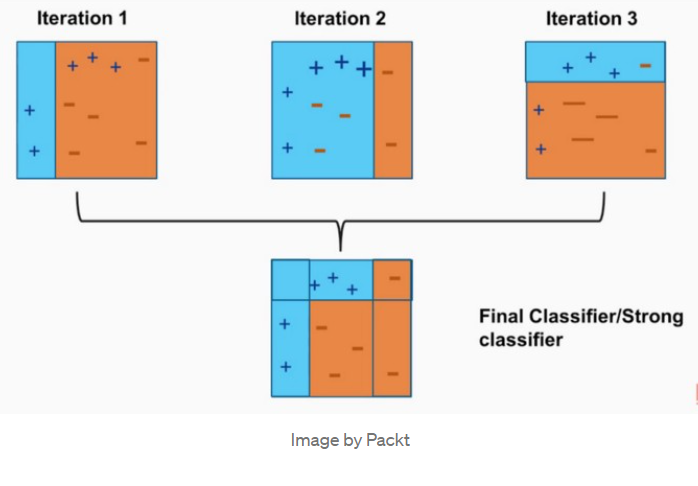 Iteration 1
Iteration 2
Iteration 3
Final Classifier/Strong
classifier
Image by Packt